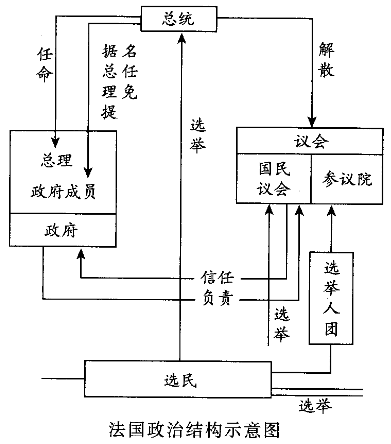 总统
任命
据总理提
名任免
选举
解散
总理
政府成员
政府
议会
国民
议会
参议院
信任
负责
选举
选举人团
选民
选举
法国政治结构示意图